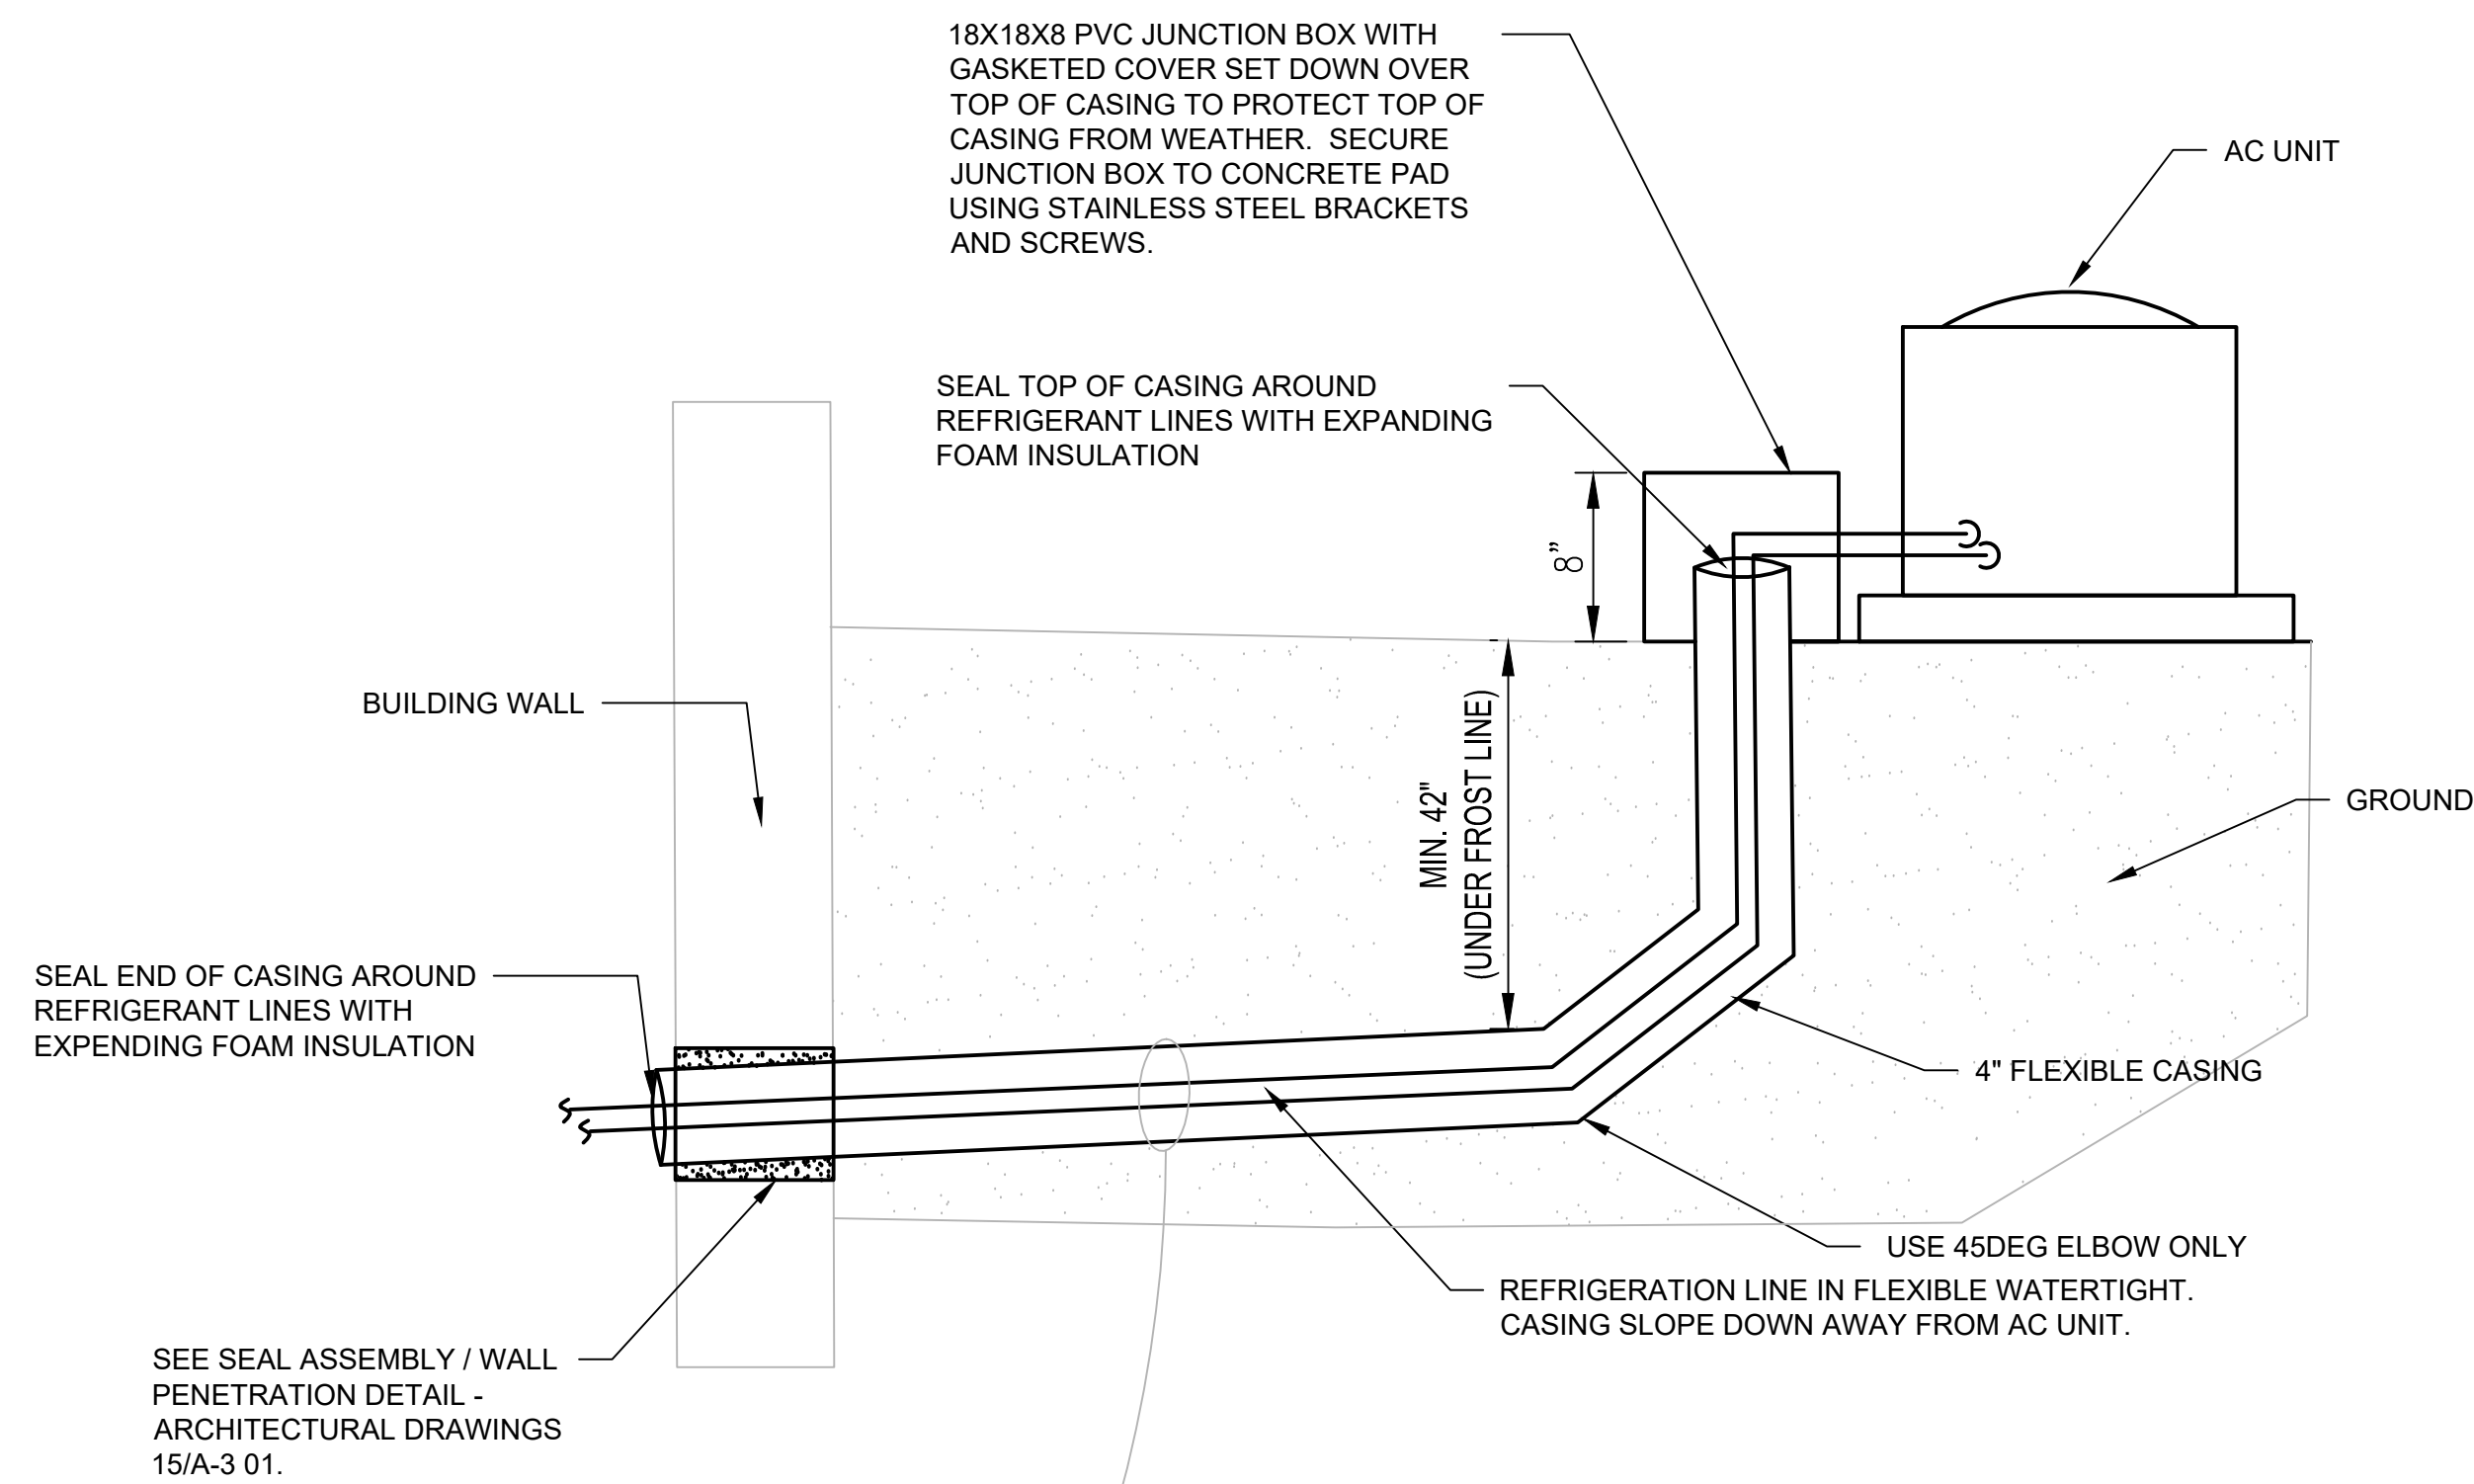 18X18X8 PVC JUNCTION BOX WITH
GASKETED COVER SET DOWN OVER
TOP OF CASING TO PROTECT TOP OF
CASING FROM WEATHER. SECURE
JUNCTION BOX TO CONCRETE PAD
USING STAINLESS STEEL BRACKETS
AND SCREWS.
AC UNIT
SEAL TOP OF CASING AROUND
REFRIGERANT LINES WITH EXPANDING
FOAM INSULATION
8”
BUILDING WALL
MIN. 42"
(UNDER FROST LINE)
GROUND
SEAL END OF CASING AROUND
REFRIGERANT LINES WITH
EXPENDING FOAM INSULATION
4" FLEXIBLE CASING
USE 45DEG ELBOW ONLY
REFRIGERATION LINE IN FLEXIBLE WATERTIGHT.
CASING SLOPE DOWN AWAY FROM AC UNIT.
SEE SEAL ASSEMBLY / WALL
PENETRATION DETAIL -
ARCHITECTURAL DRAWINGS
15/A-3 01.